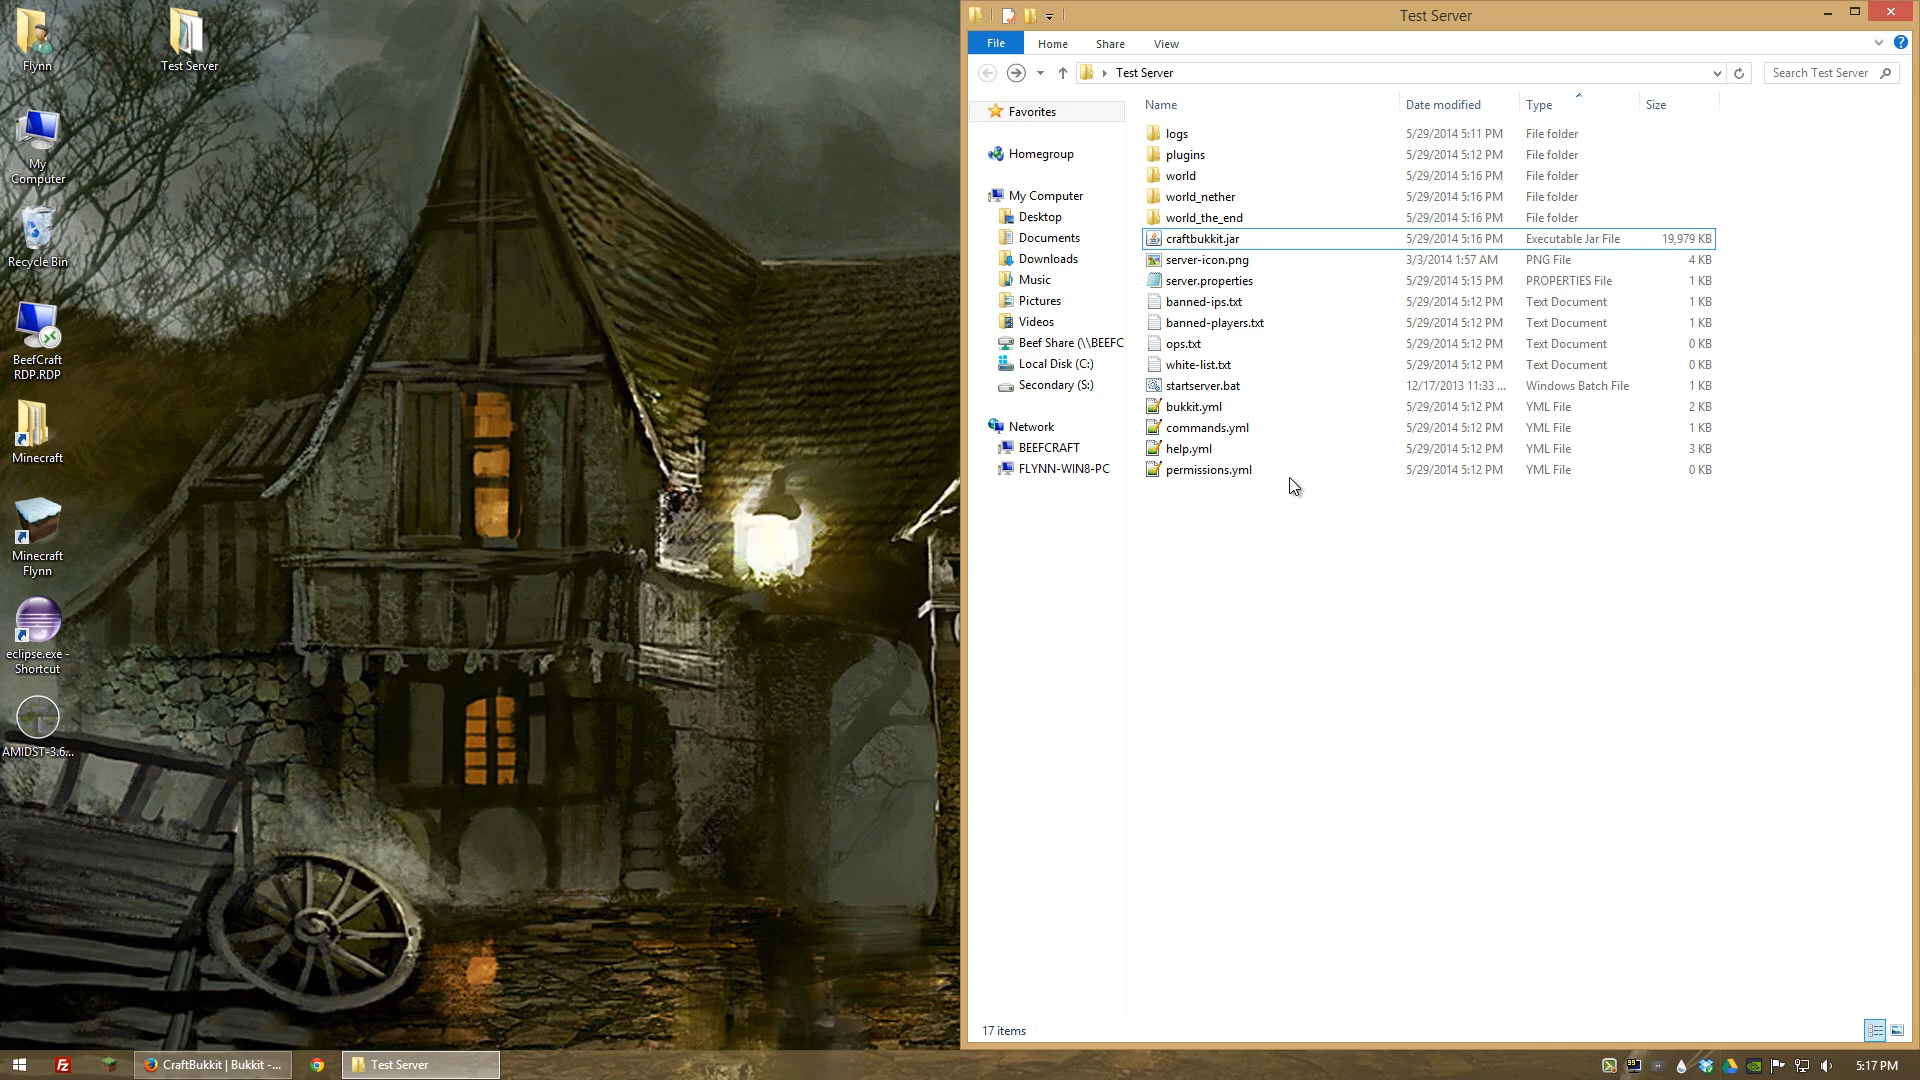 Flynn
Test Server
My
Computer
Recycle Bin
BeefCraft
RDP.RDP
Minecraft
Minecraft
Flynn
eclipse.exe -
Shortcut
AMIDST-3.6...
Test Server
File Home Share View
Test Server
Search Test Server
Favorites
Homegroup
My Computer
Desktop
Documents
Downloads
Music
Pictures
Videos
Beef Share (\\BEEFC
Local Disk (C:)
Secondary (S:)
Network
BEEFCRAFT
FLYNN-WIN8-PC
Name Date modified Type Size
logs 5/29/2014 5:11 PM File folder
plugins 5/29/2014 5:12 PM File folder
world 5/29/2014 5:16 PM File folder
world_nether 5/29/2014 5:16 PM File folder
world_the_end 5/29/2014 5:16 PM File folder
craftbukkit.jar 5/29/2014 5:16 PM Executable Jar File 19,979 KB
server-icon.png 3/3/2014 1:57 AM PNG File 4 KB
server.properties 5/29/2014 5:15 PM PROPERTIES File 1 KB
banned-ips.txt 5/29/2014 5:12 PM Text Document 1 KB
banned-players.txt 5/29/2014 5:12 PM Text Document 1 KB
ops.txt 5/29/2014 5:12 PM Text Document 0 KB
white-list.txt 5/29/2014 5:12 PM Text Document 0 KB
startserver.bat 12/17/2013 11:33 ... Windows Batch File 1 KB
bukkit.yml 5/29/2014 5:12 PM YML File 2 KB
commands.yml 5/29/2014 5:12 PM YML File 1 KB
help.yml 5/29/2014 5:12 PM YML File 3 KB
permissions.yml 5/29/2014 5:12 PM YML File 0 KB
17 items
CraftBukkit | Bukkit -...
Test Server
5:17 PM